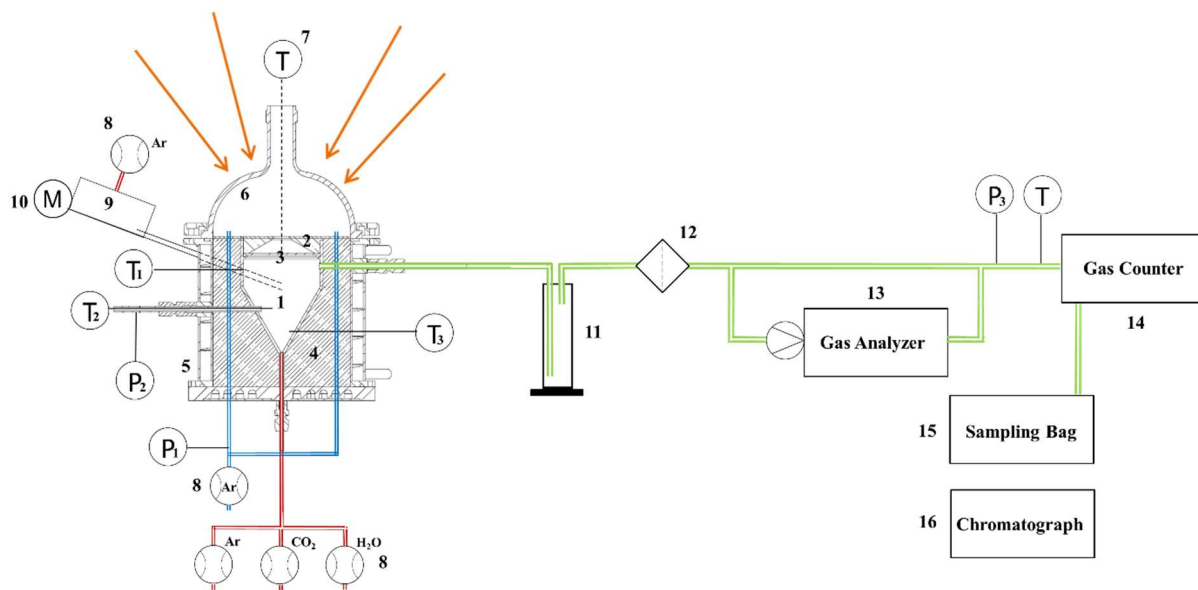 7
T
8
Ar
10
M
9
6
2
3
T1
1
T2
T3
4
5
P2
P1
8
Ar
Ar
CO2
H2O
8
11
12
P3
T
13
Gas Analyzer
Gas Counter
14
15
Sampling Bag
16
Chromatograph